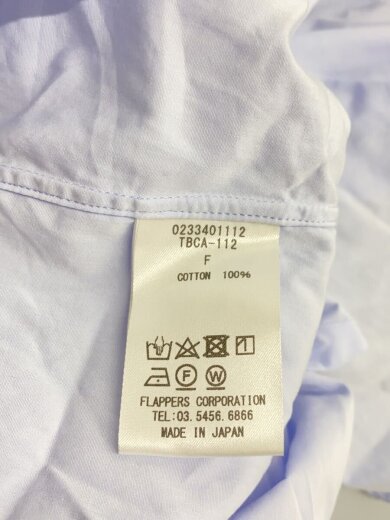 0233401112
TBCA-112
F
COTTON 100%
F W
FLAPPERS CORPORATION
TEL:03.5456.6866
MADE IN JAPAN